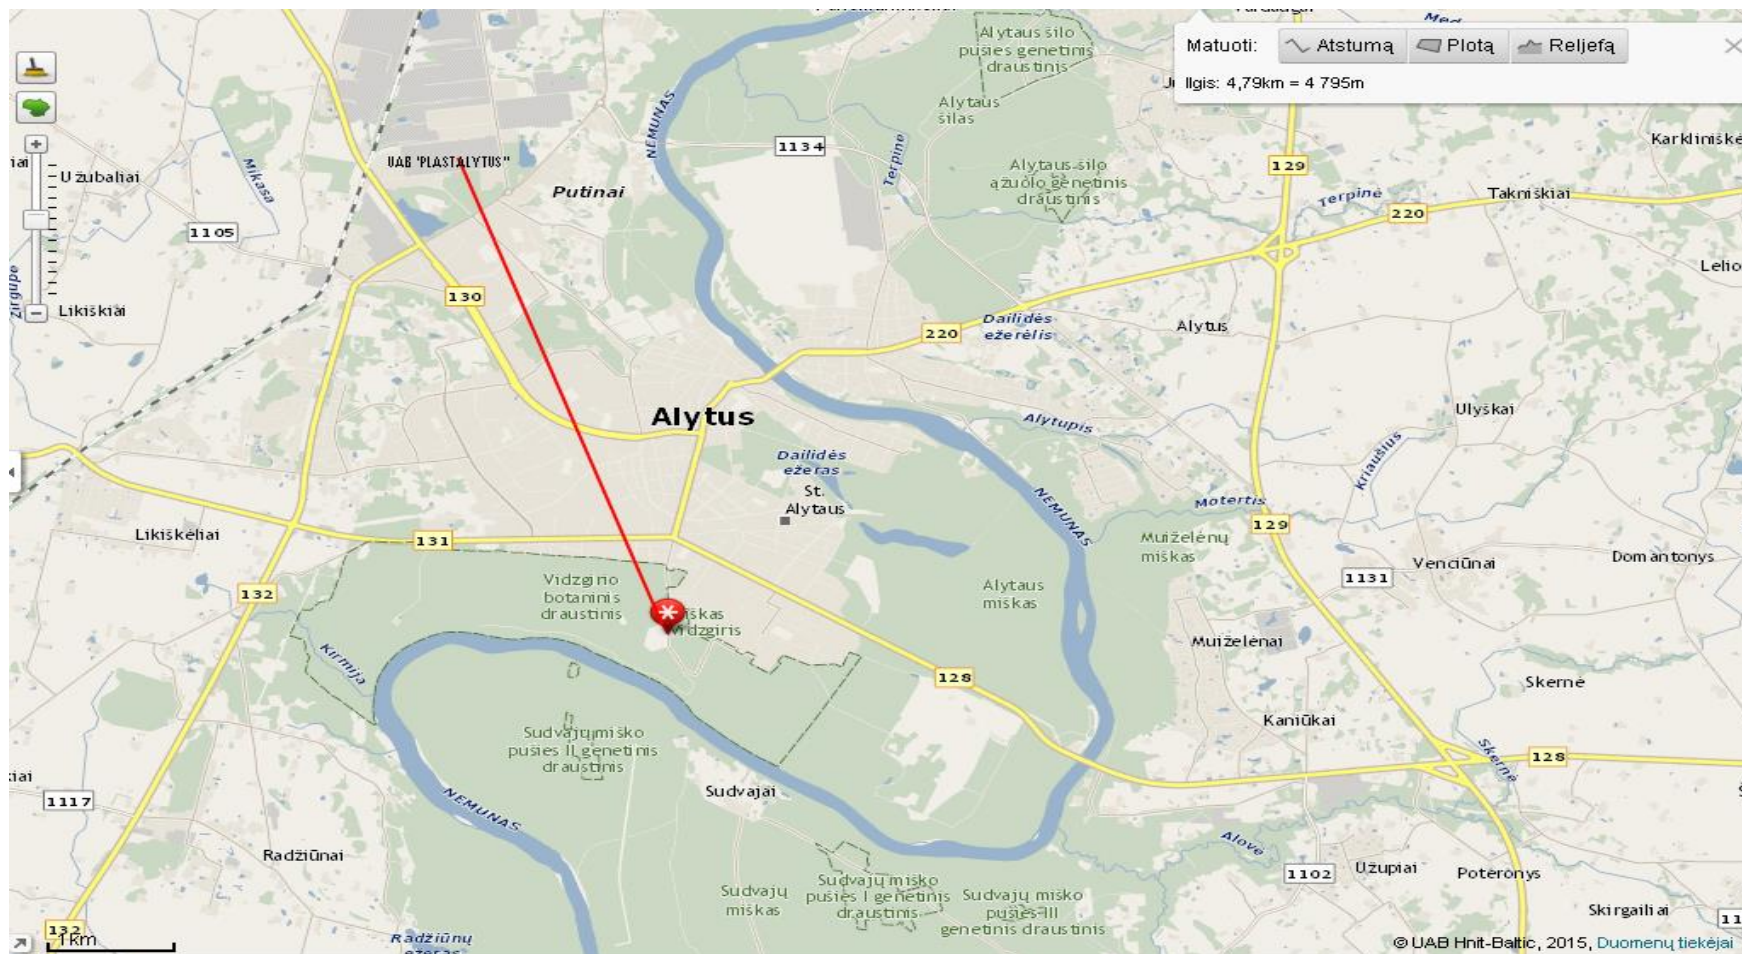 Matuoti:
Atstumą
Plotą
Reljefą
Ilgis: 4,79km = 4 795m
Alytaus šilo
pušies genetinis
draustinis
NEMUNAS
Alytaus
šilas
1134
Terpinė
Karkliniškė
UAB 'PLASTALYTUS"
Užubaliai
Mikasa
Putinai
Alytaus šilo
ąžuolo genetinis
draustinis
129
Terpinė
220
Takniškiai
1105
130
Likiškiai
220
Dailidės
ežerėlis
Alytus
Alytus
Alytupis
Ulyškai
Dailidės
ežeras
St.
Alytaus
Kriaušius
NEMUNAS
Motertis
129
Likiškėliai
131
Muiželėnų
miškas
Venciūnai
Domantonys
1131
132
Vidzgirio
botaninis
draustinis
Vidzgiris
Alytaus
miškas
Kirmija
Muiželėnai
128
Skernė
Kaniūkai
Sudvajų miško
pušies II genetinis
draustinis
Skernė
128
Sudvajai
1117
NEMUNAS
Radžiūnai
Alovė
1102
Užupiai
Poteronys
Sudvajų
miškas
Sudvajų miško
pušies I genetinis
draustinis
Sudvajų miško
pušies III
genetinis draustinis
Skirgailiai
132
1km
Radžiūnų
ežeras
© UAB Hnit-Baltic, 2015, Duomenų tiekėjai